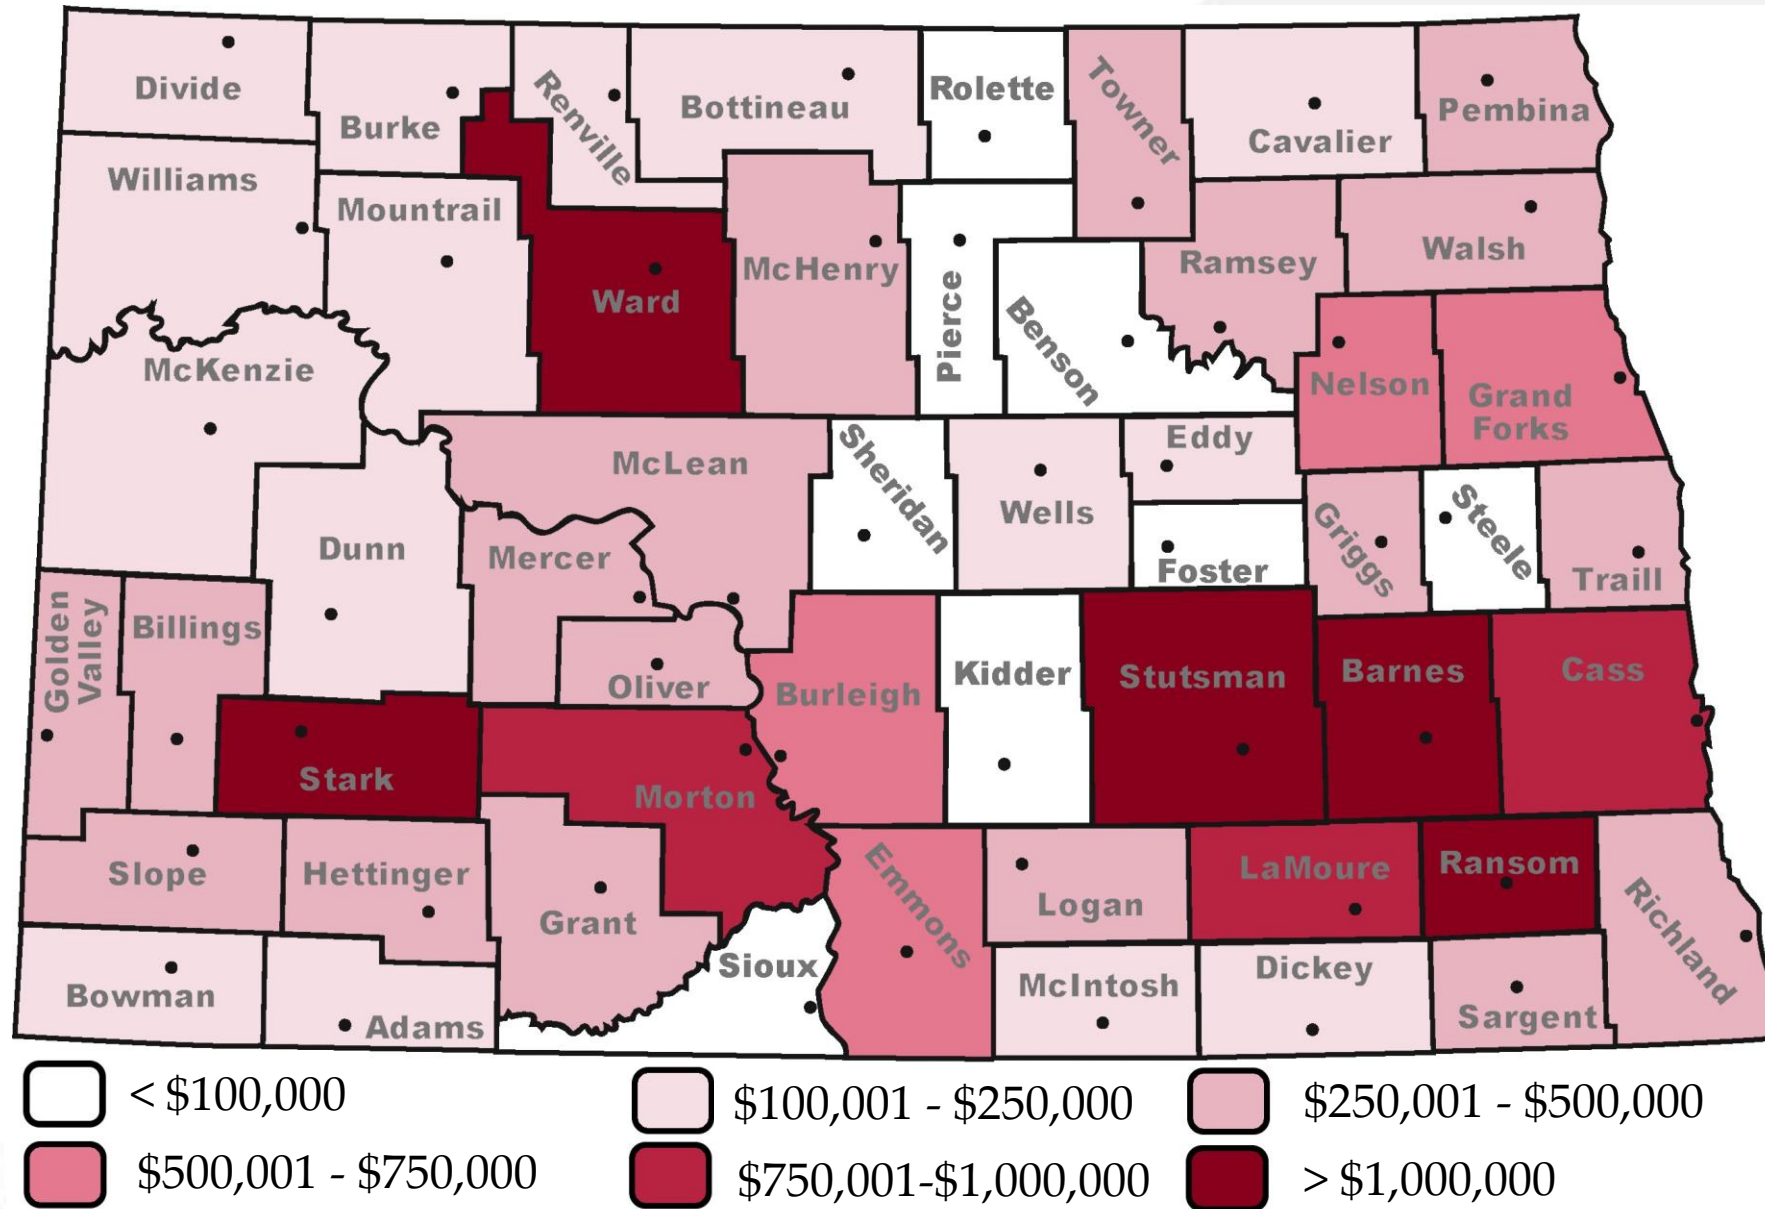 Divide
Burke
Renville
Bottineau
Rolette
Towner
Cavalier
Pembina
Williams
Mountrail
Ward
McHenry
Pierce
Benson
Ramsey
Walsh
McKenzie
Nelson
Grand
Forks
McLean
Sheridan
Wells
Eddy
Foster
Griggs
Steele
Traill
Dunn
Mercer
Golden
Valley
Billings
Oliver
Burleigh
Kidder
Stutsman
Barnes
Cass
Stark
Morton
Slope
Hettinger
Grant
Emmons
Logan
LaMoure
Ransom
Richland
Bowman
Adams
Sioux
McIntosh
Dickey
Sargent
< $100,000
$100,001 - $250,000
$250,001 - $500,000
$500,001 - $750,000
$750,001-$1,000,000
> $1,000,000